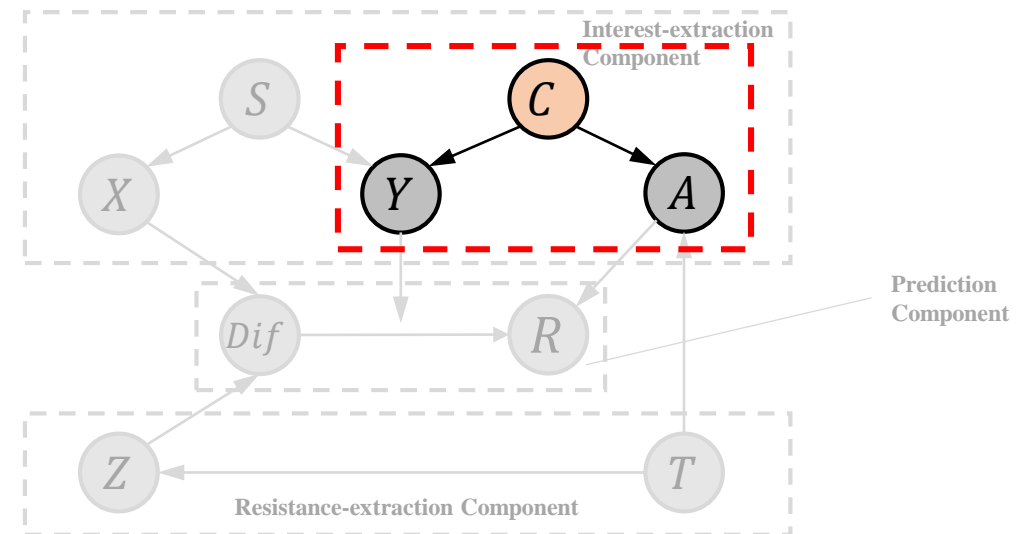 Interest-extraction
Component
S
C
X
Y
A
Prediction
Component
Dif
R
Z
T
Resistance-extraction Component